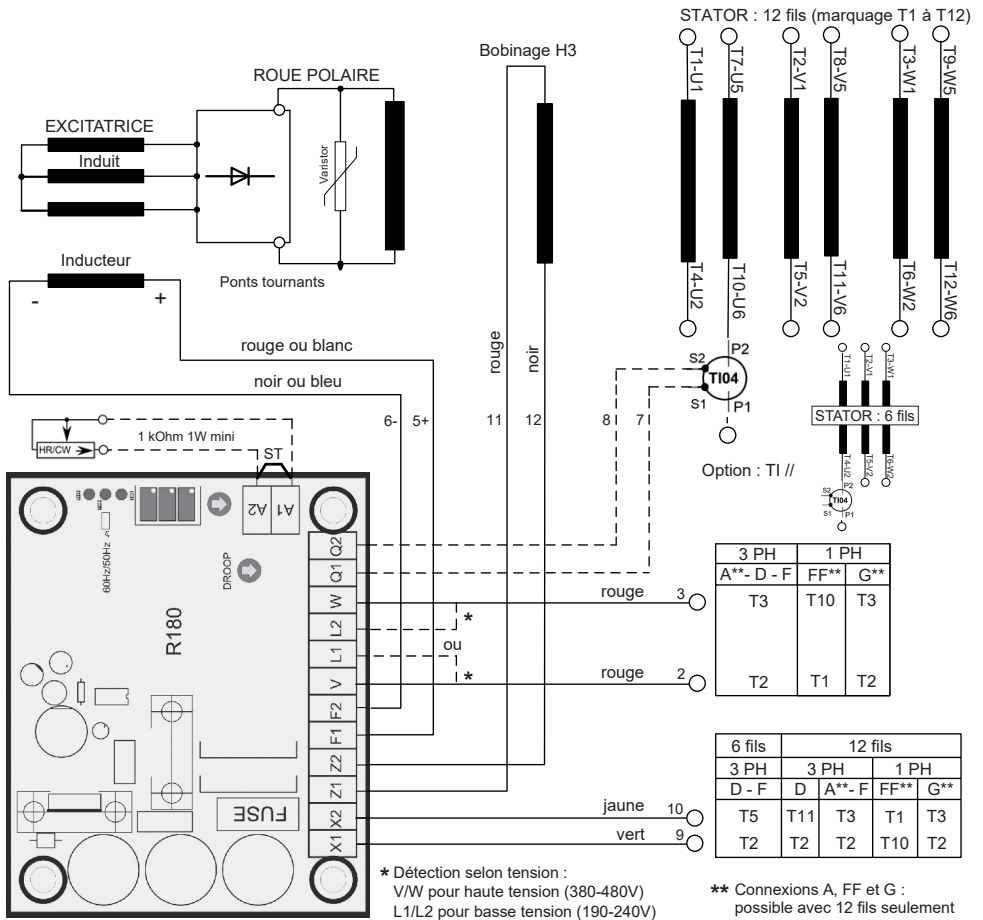 STATOR : 12 fils (marquage T1 à T12)
Bobinage H3
ROUE POLAIRE
EXCITATRICE
Induit
Varistor
Ponts tournants
Inducteur
- +
rouge ou blanc
noir ou bleu
T1-U1 T7-U5 T2-V1 T8-V5 T3-W1 T9-W5
T4-U2 T10-U6 T5-V2 T11-V6 T6-W2 T12-W6
rouge noir
6- 5+ 11 12 8 7
S2 P2
TI04
S1 P1
Option : TI //
T1-U1 T2-V1 T3-W1
STATOR : 6 fils
T4-U2 T5-V2 T6-W2
S2 P2
TI04
S1 P1
HR/CW
1 kOhm 1W mini
ST
A2 A1
60Hz/50Hz
DROOP
R180
FUSE
Q2
Q1
W
L2
L1
V
F2
F1
Z2
Z1
X2
X1
rouge 3
*
ou
*
rouge 2
jaune 10
vert 9
3 PH 1 PH
A**- D - F FF** G**
T3 T10 T3
T2 T1 T2
6 fils 12 fils
3 PH 3 PH 1 PH
D - F D A**- F FF** G**
T5 T11 T3 T1 T3
T2 T2 T2 T10 T2
* Détection selon tension :
V/W pour haute tension (380-480V)
L1/L2 pour basse tension (190-240V)
** Connexions A, FF et G :
possible avec 12 fils seulement